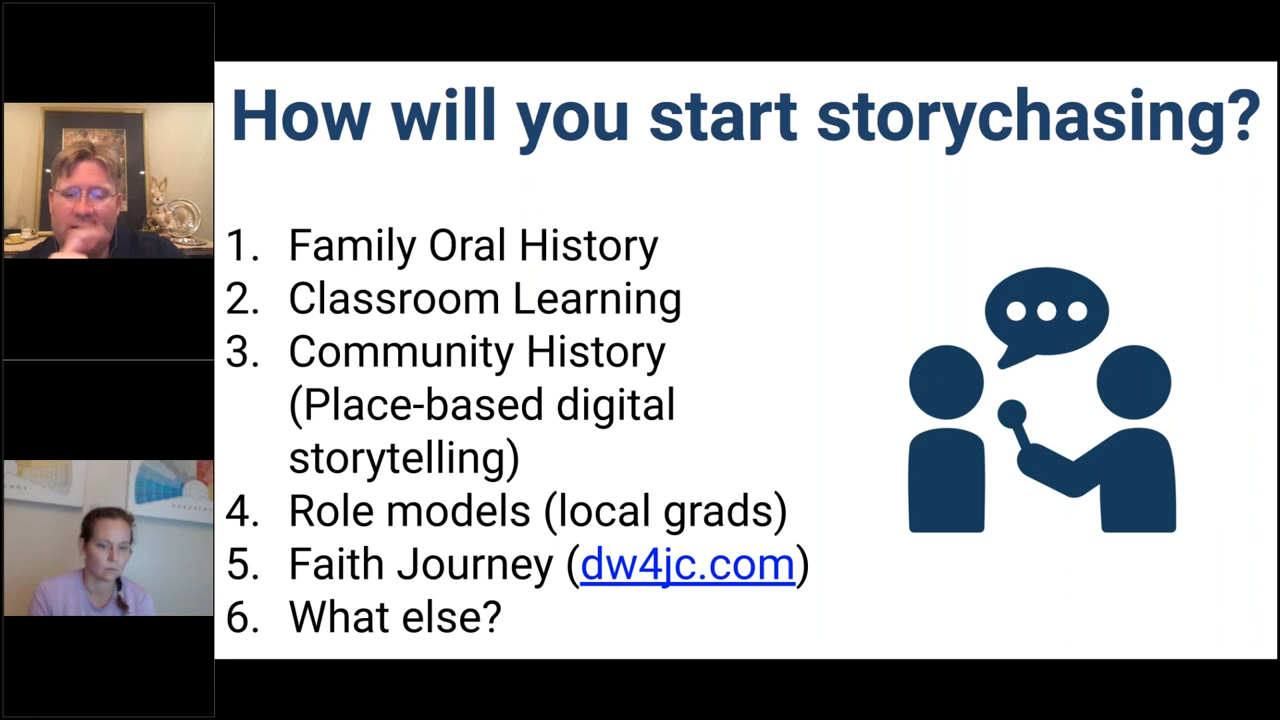 How will you start storychasing?
1. Family Oral History
2. Classroom Learning
3. Community History
(Place-based digital
storytelling)
4. Role models (local grads)
5. Faith Journey (dw4jc.com)
6. What else?